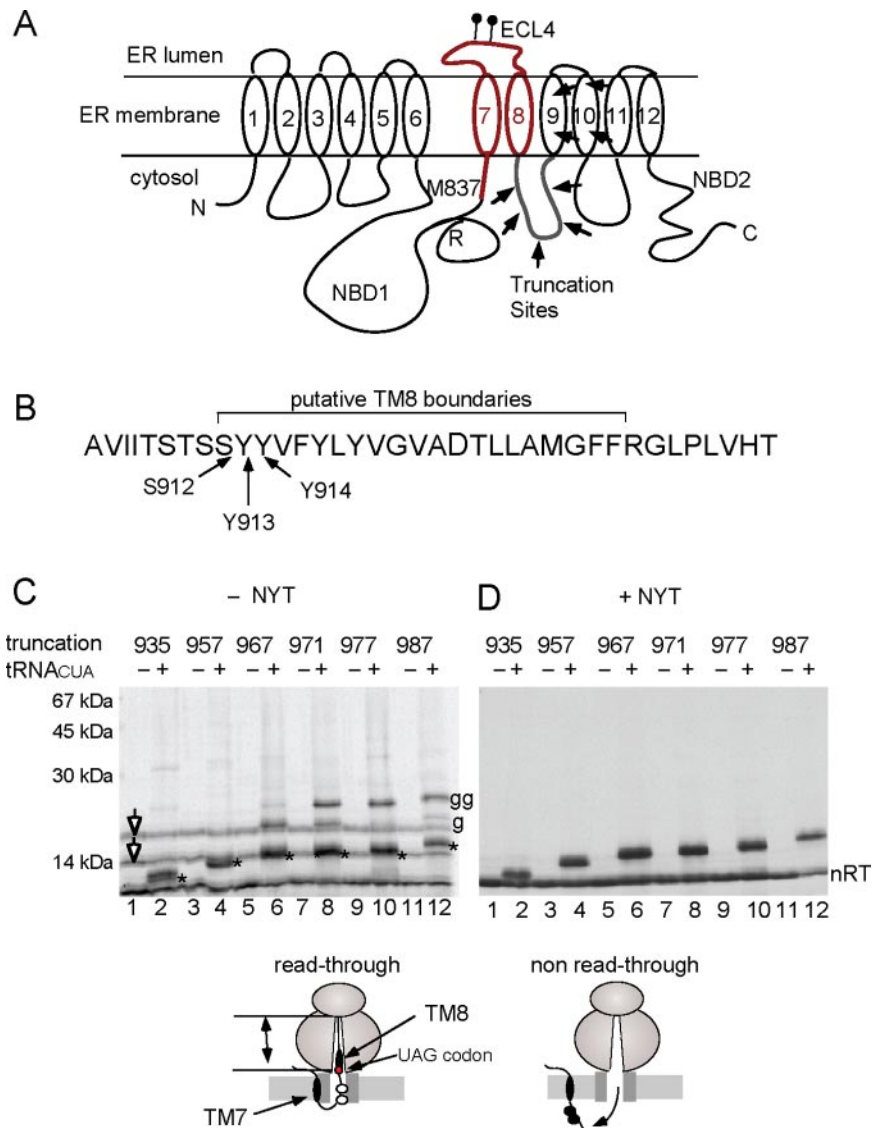 A
ECL4
ER lumen
ER membrane
1 2 3 4 5 6 7 8 9 10 11 12
cytosol
N
M837
R
NBD1
NBD2
C
Truncation
Sites
B
putative TM8 boundaries
AVIITSTSSYYVFYLYVGVADTLLAMGFFRGLPLVHT
S912
Y913
Y914
C
– NYT
truncation 935 957 967 971 977 987
tRNACUA – + – + – + – + – + – +
67 kDa
45 kDa
30 kDa
14 kDa
gg
g
* * * * * *
1 2 3 4 5 6 7 8 9 10 11 12
D
+ NYT
935 957 967 971 977 987
– + – + – + – + – + – +
nRT
1 2 3 4 5 6 7 8 9 10 11 12
read-through
TM8
UAG codon
TM7
non read-through